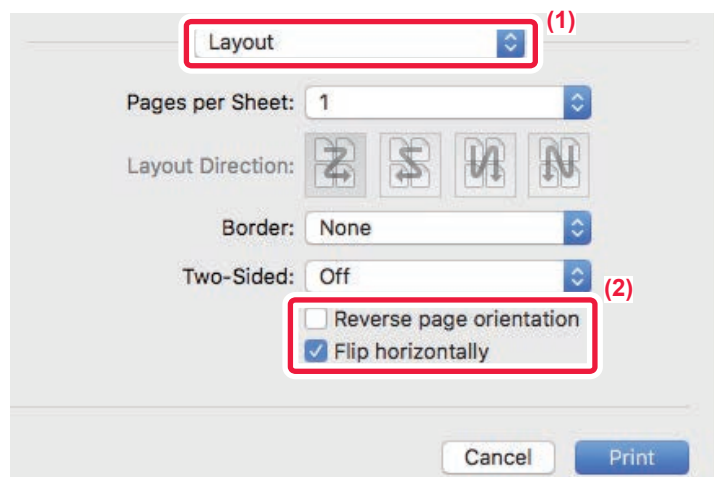 (1)
Layout
Pages per Sheet: 1
Layout Direction:
Border: None
Two-Sided: Off
(2)
Reverse page orientation
Flip horizontally
Cancel Print